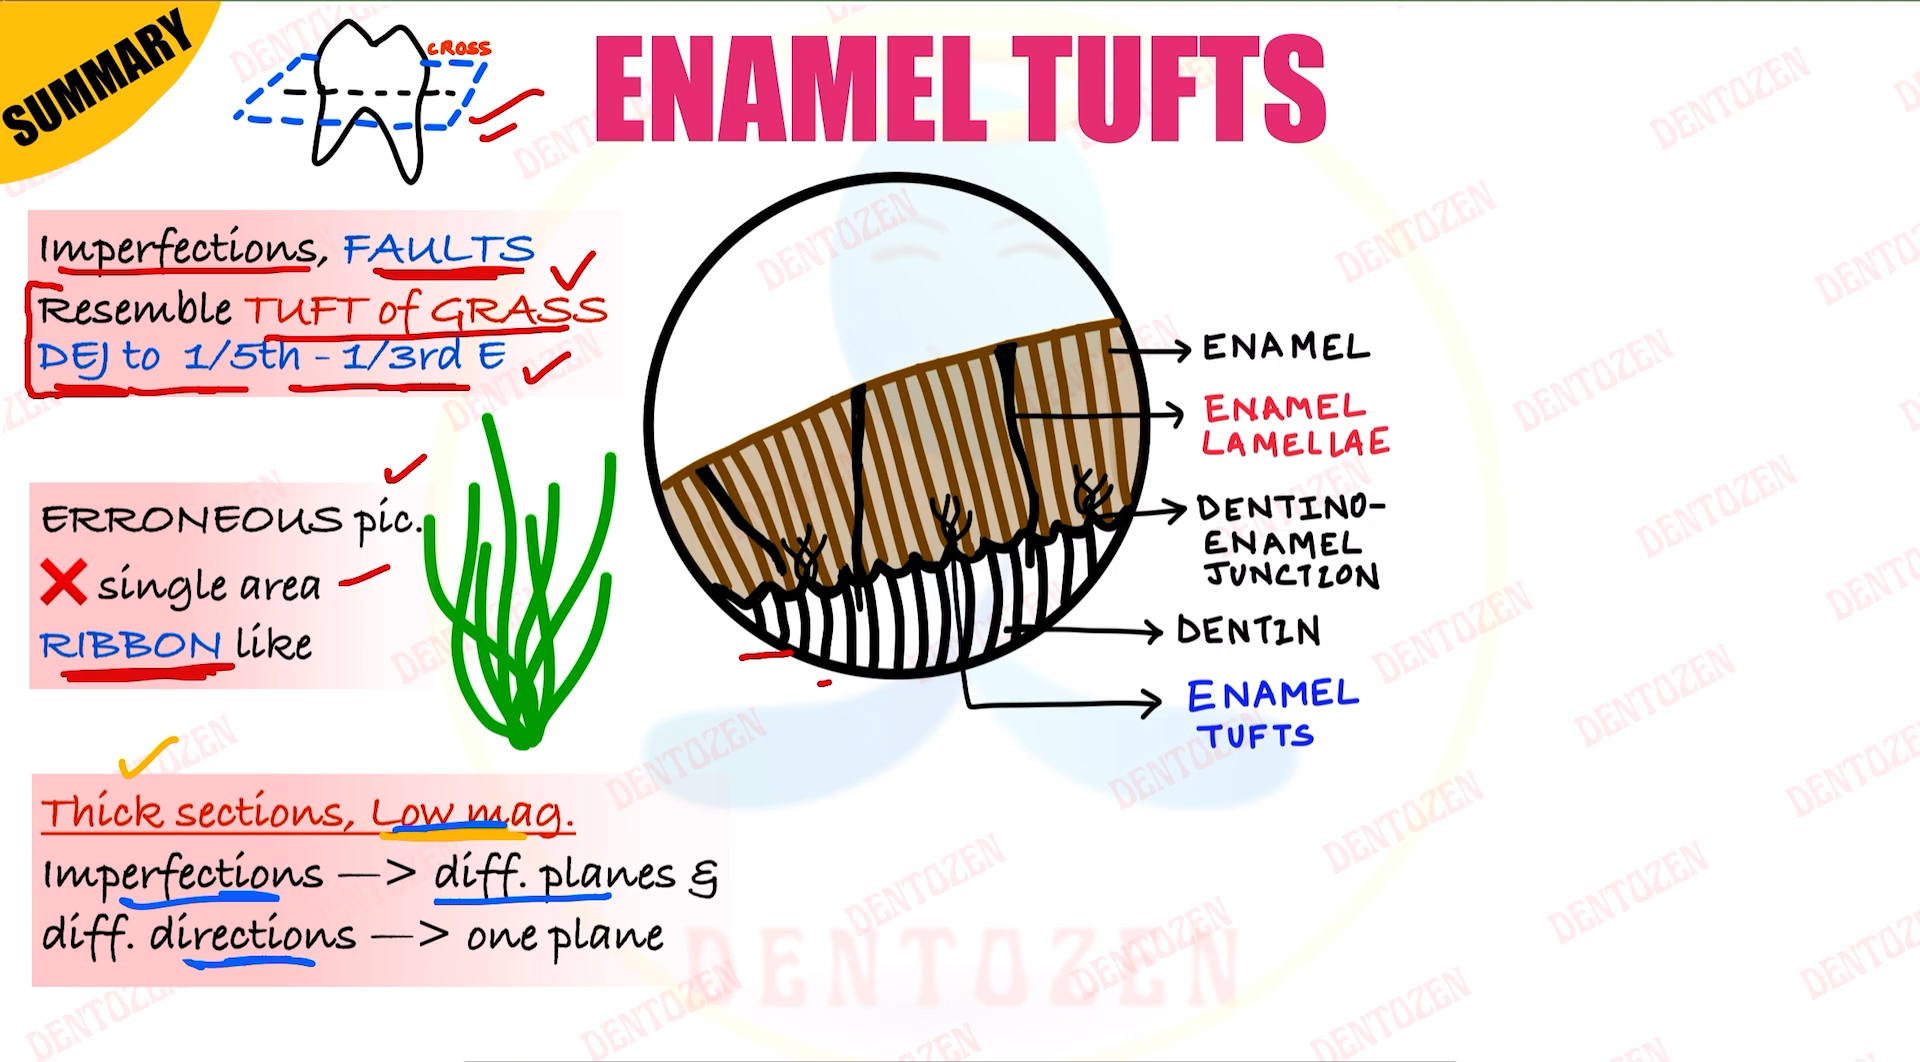 SUMMARY
CROSS
ENAMEL TUFTS
Imperfections, FAULTS
Resemble TUFT of GRASS
DEJ to 1/5th - 1/3rd E
ERRONEOUS pic.
❌ single area
RIBBON like
Thick sections, Low mag.
Imperfections —> diff. planes &
diff. directions —> one plane
ENAMEL
ENAMEL
LAMELLAE
DENTINO-
ENAMEL
JUNCTION
DENTIN
ENAMEL
TUFTS
DENTOZEN